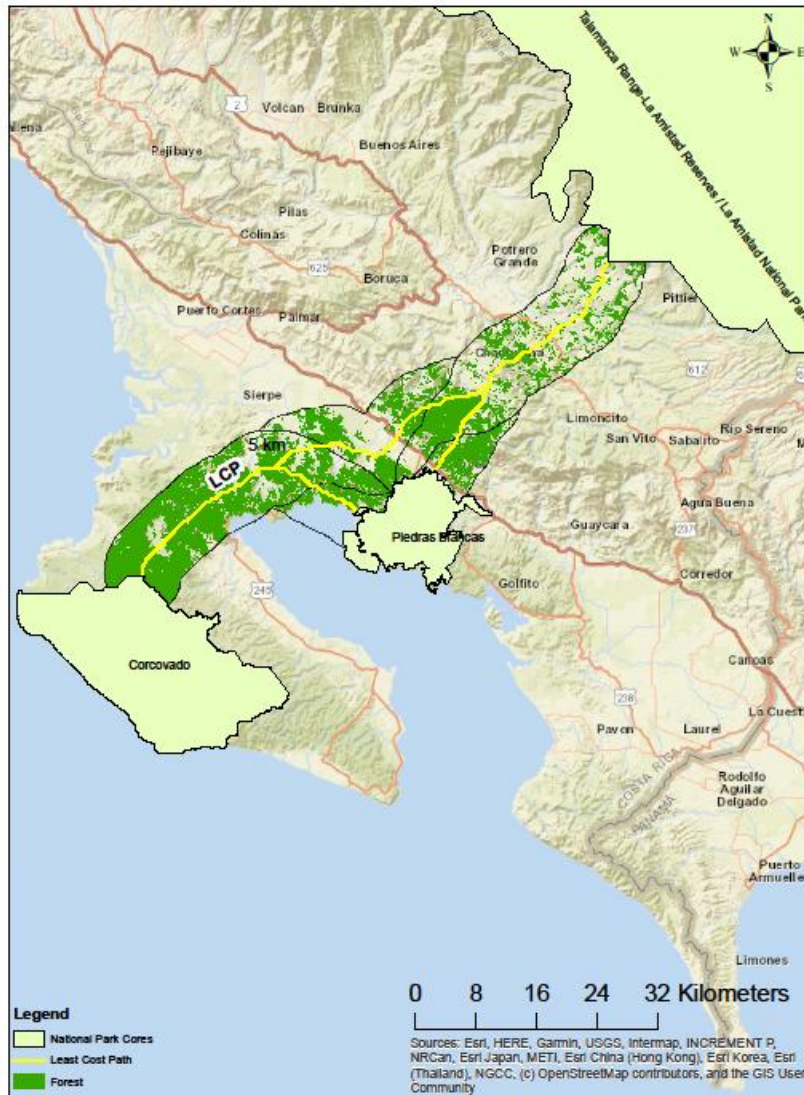 N
W E
S
Talamanca Range-La Amistad Reserves / La Amistad National Park
2
Volcan Brunka
Buenos Aires
Pejibaye
Pilas
Colinas
625
Boruca
Potrero
Grande
Puerto Cortes
Palmar
Pittier
612
Sierpe
Limoncito
San Vito
Sabalito
Rio Sereno
5 km
LCP
Agua Buena
Piedras Blancas
Guaycara
237
Corredor
Golfito
245
Corcovado
Canoas
238
La Cuesta
Pavon
Laurel
COSTA RICA
PANAMÁ
Rodolfo
Aguilar
Delgado
Puerto
Armuelles
Limones
Legend
National Park Cores
Least Cost Path
Forest
0 8 16 24 32 Kilometers
Sources: Esri, HERE, Garmin, USGS, Intermap, INCREMENT P,
NRCan, Esri Japan, METI, Esri China (Hong Kong), Esri Korea, Esri
(Thailand), NGCC, (c) OpenStreetMap contributors, and the GIS User
Community